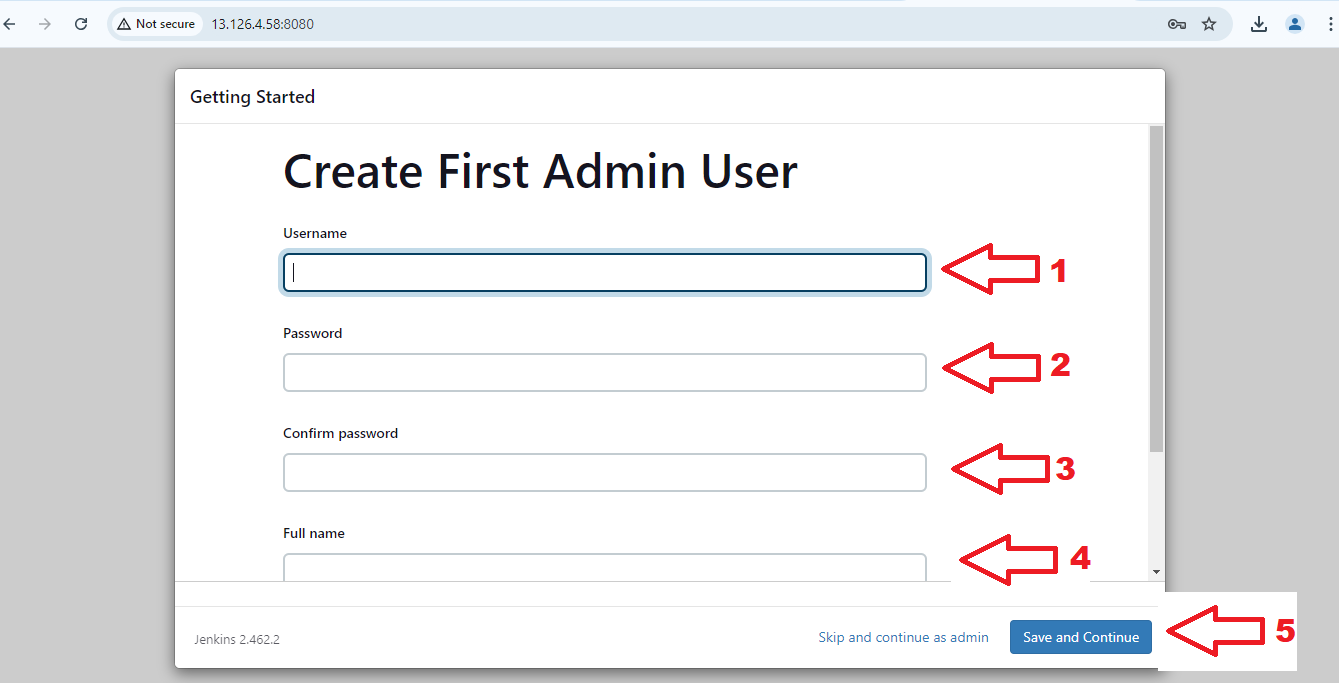 Not secure 13.126.4.58:8080
Getting Started
Create First Admin User
Username
1
Password
2
Confirm password
3
Full name
4
Jenkins 2.462.2 Skip and continue as admin Save and Continue 5